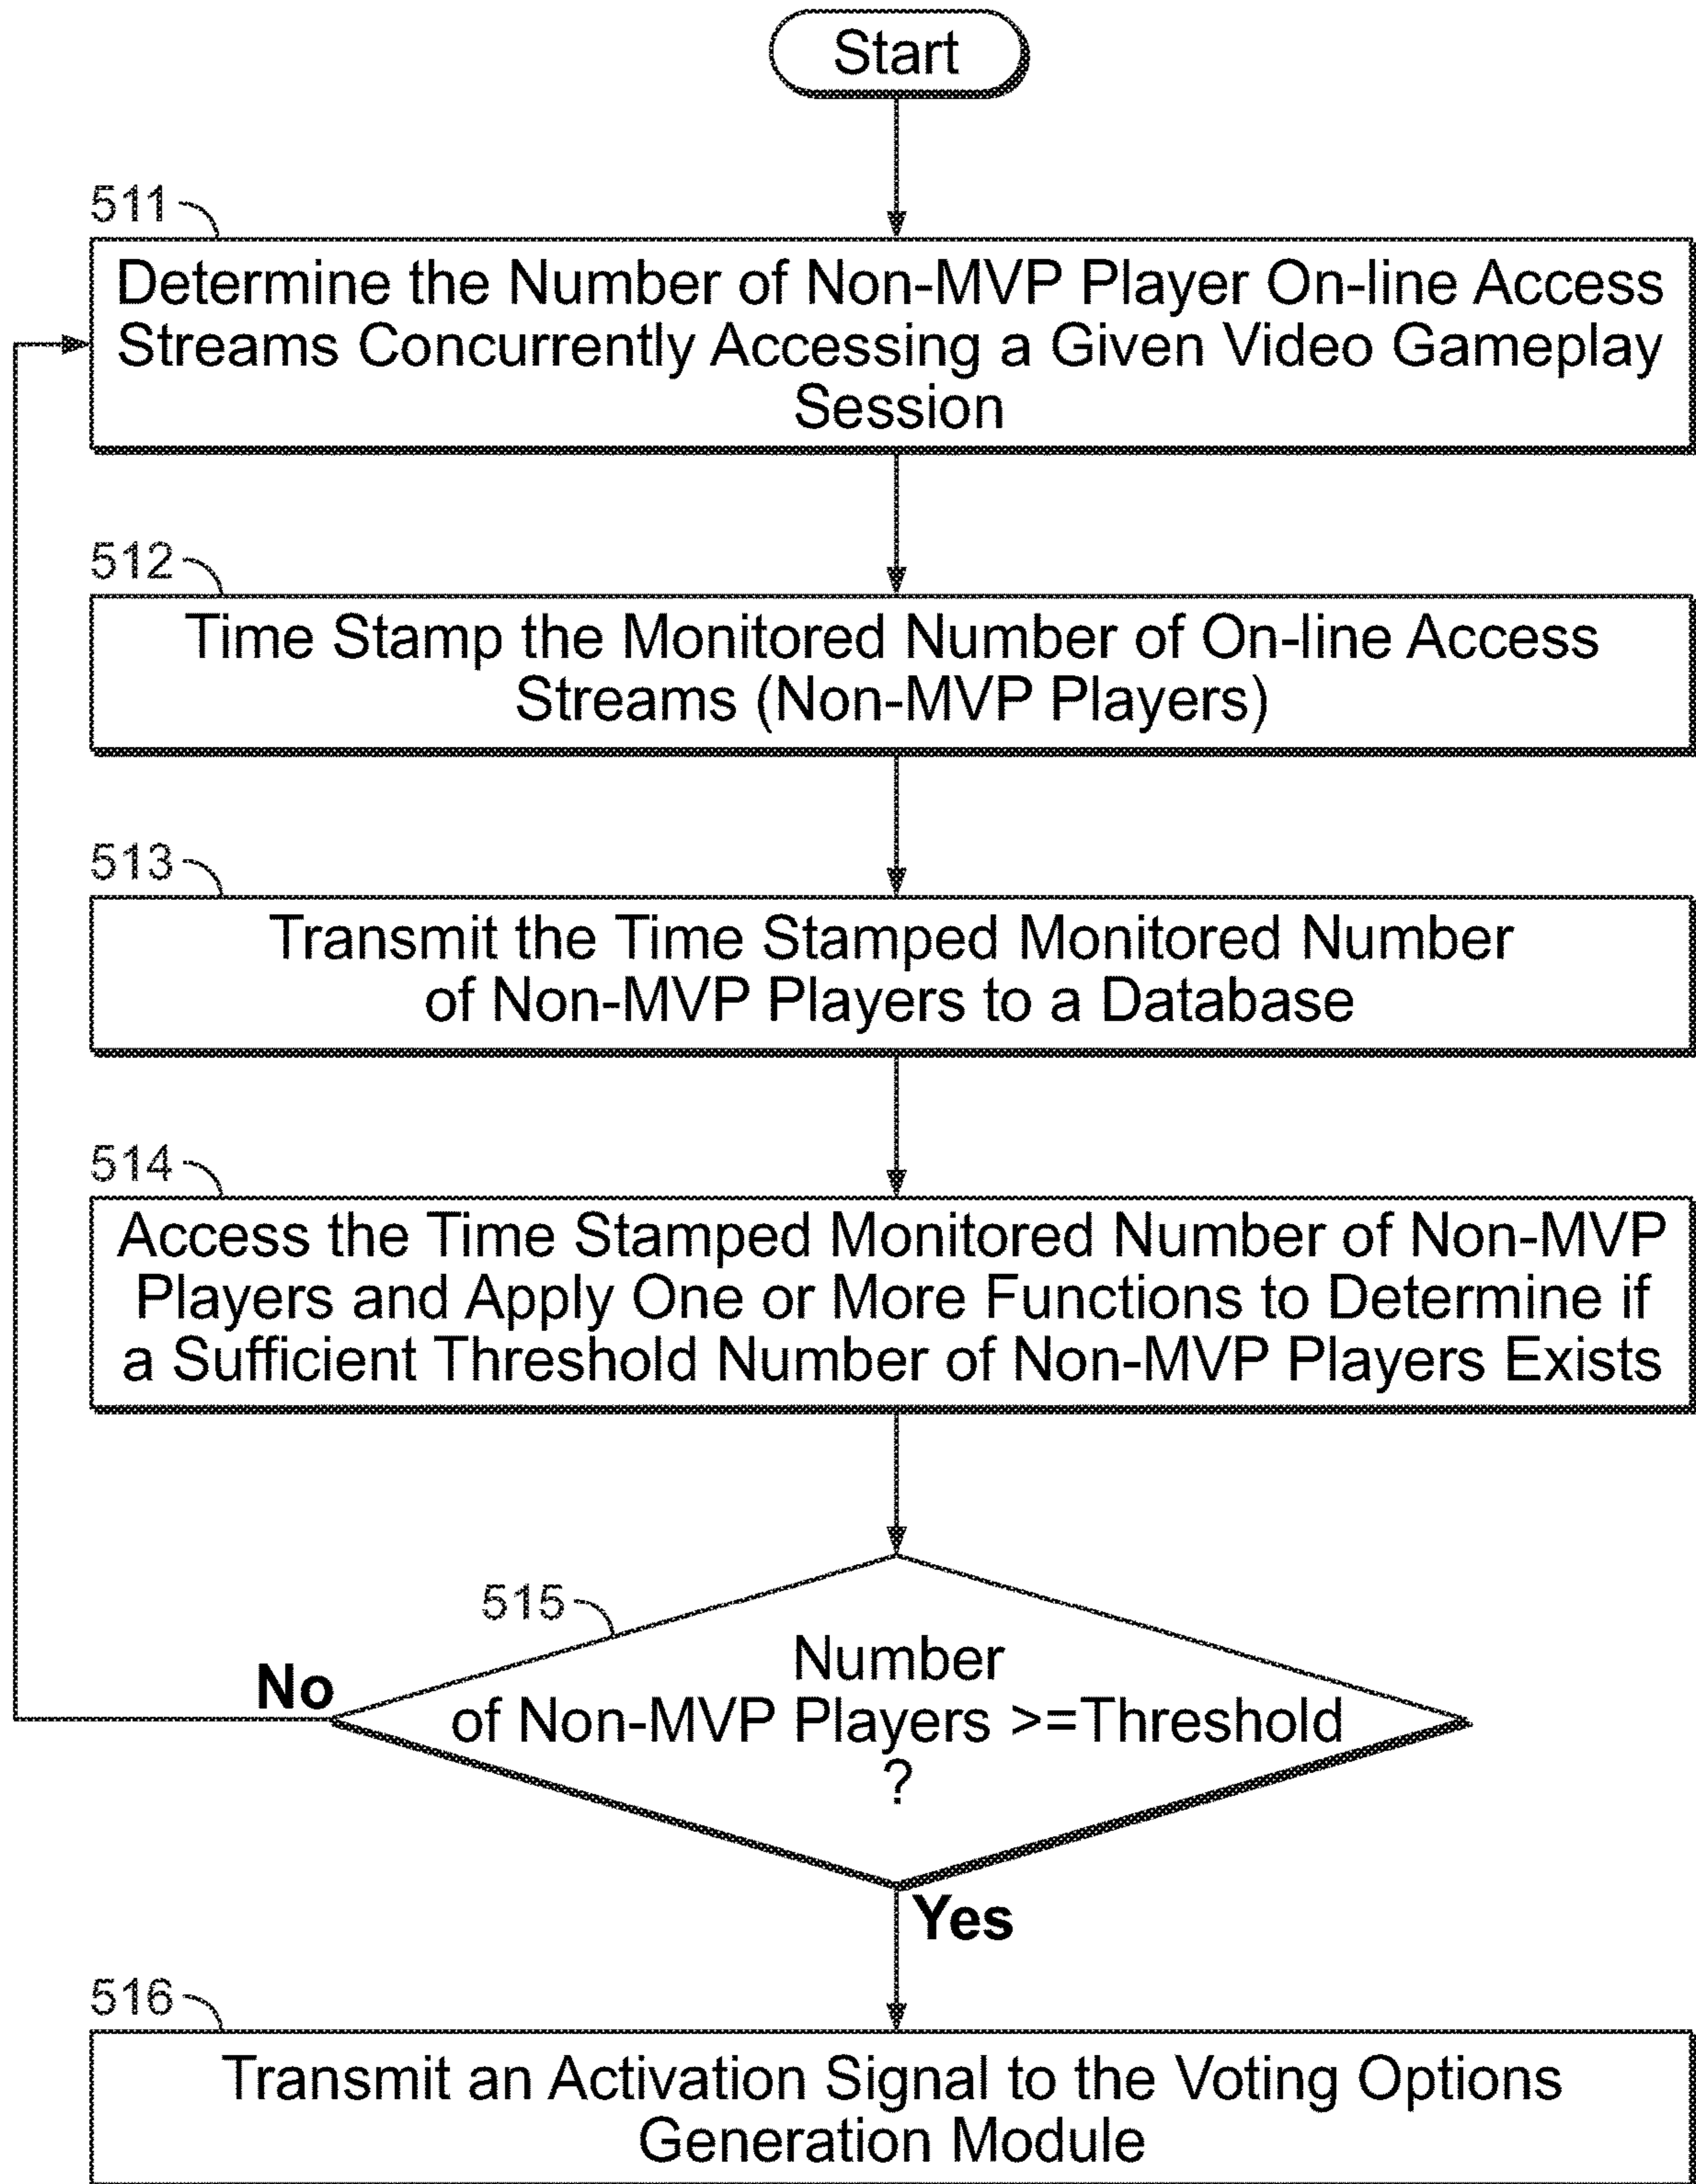 Start
511
Determine the Number of Non-MVP Player On-line Access
Streams Concurrently Accessing a Given Video Gameplay
Session
512
Time Stamp the Monitored Number of On-line Access
Streams (Non-MVP Players)
513
Transmit the Time Stamped Monitored Number
of Non-MVP Players to a Database
514
Access the Time Stamped Monitored Number of Non-MVP
Players and Apply One or More Functions to Determine if
a Sufficient Threshold Number of Non-MVP Players Exists
515
Number
of Non-MVP Players >=Threshold
?
No
Yes
516
Transmit an Activation Signal to the Voting Options
Generation Module